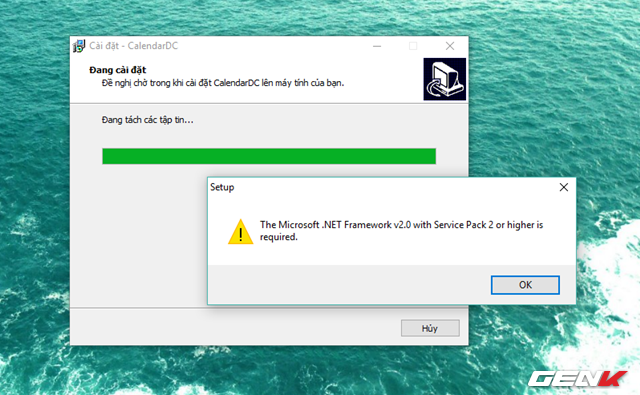 Cài đặt - CalendarDC
Đang cài đặt
Đề nghị chờ trong khi cài đặt CalendarDC lên máy tính của bạn.
Đang tách các tập tin...
Setup
The Microsoft .NET Framework v2.0 with Service Pack 2 or higher is
required.
OK
Hủy
GENK